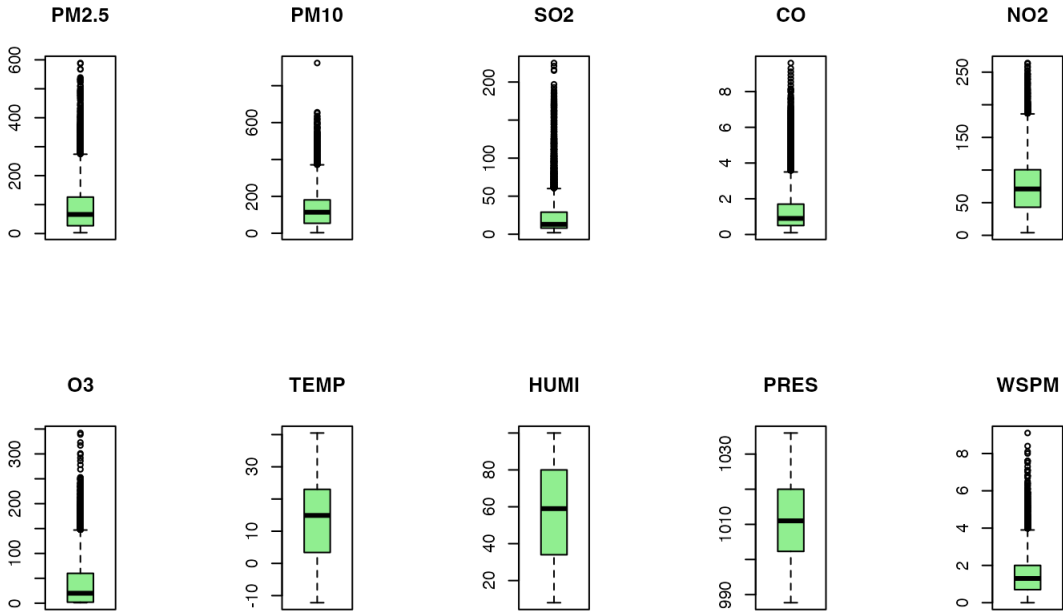 PM2.5 PM10 SO2 CO NO2
0 200 400 600
0 200 600
0 50 100 200
0 2 4 6 8
0 50 150 250
O3 TEMP HUMI PRES WSPM
0 100 200 300
-10 0 10 30
20 40 60 80
990 1010 1030
0 2 4 6 8